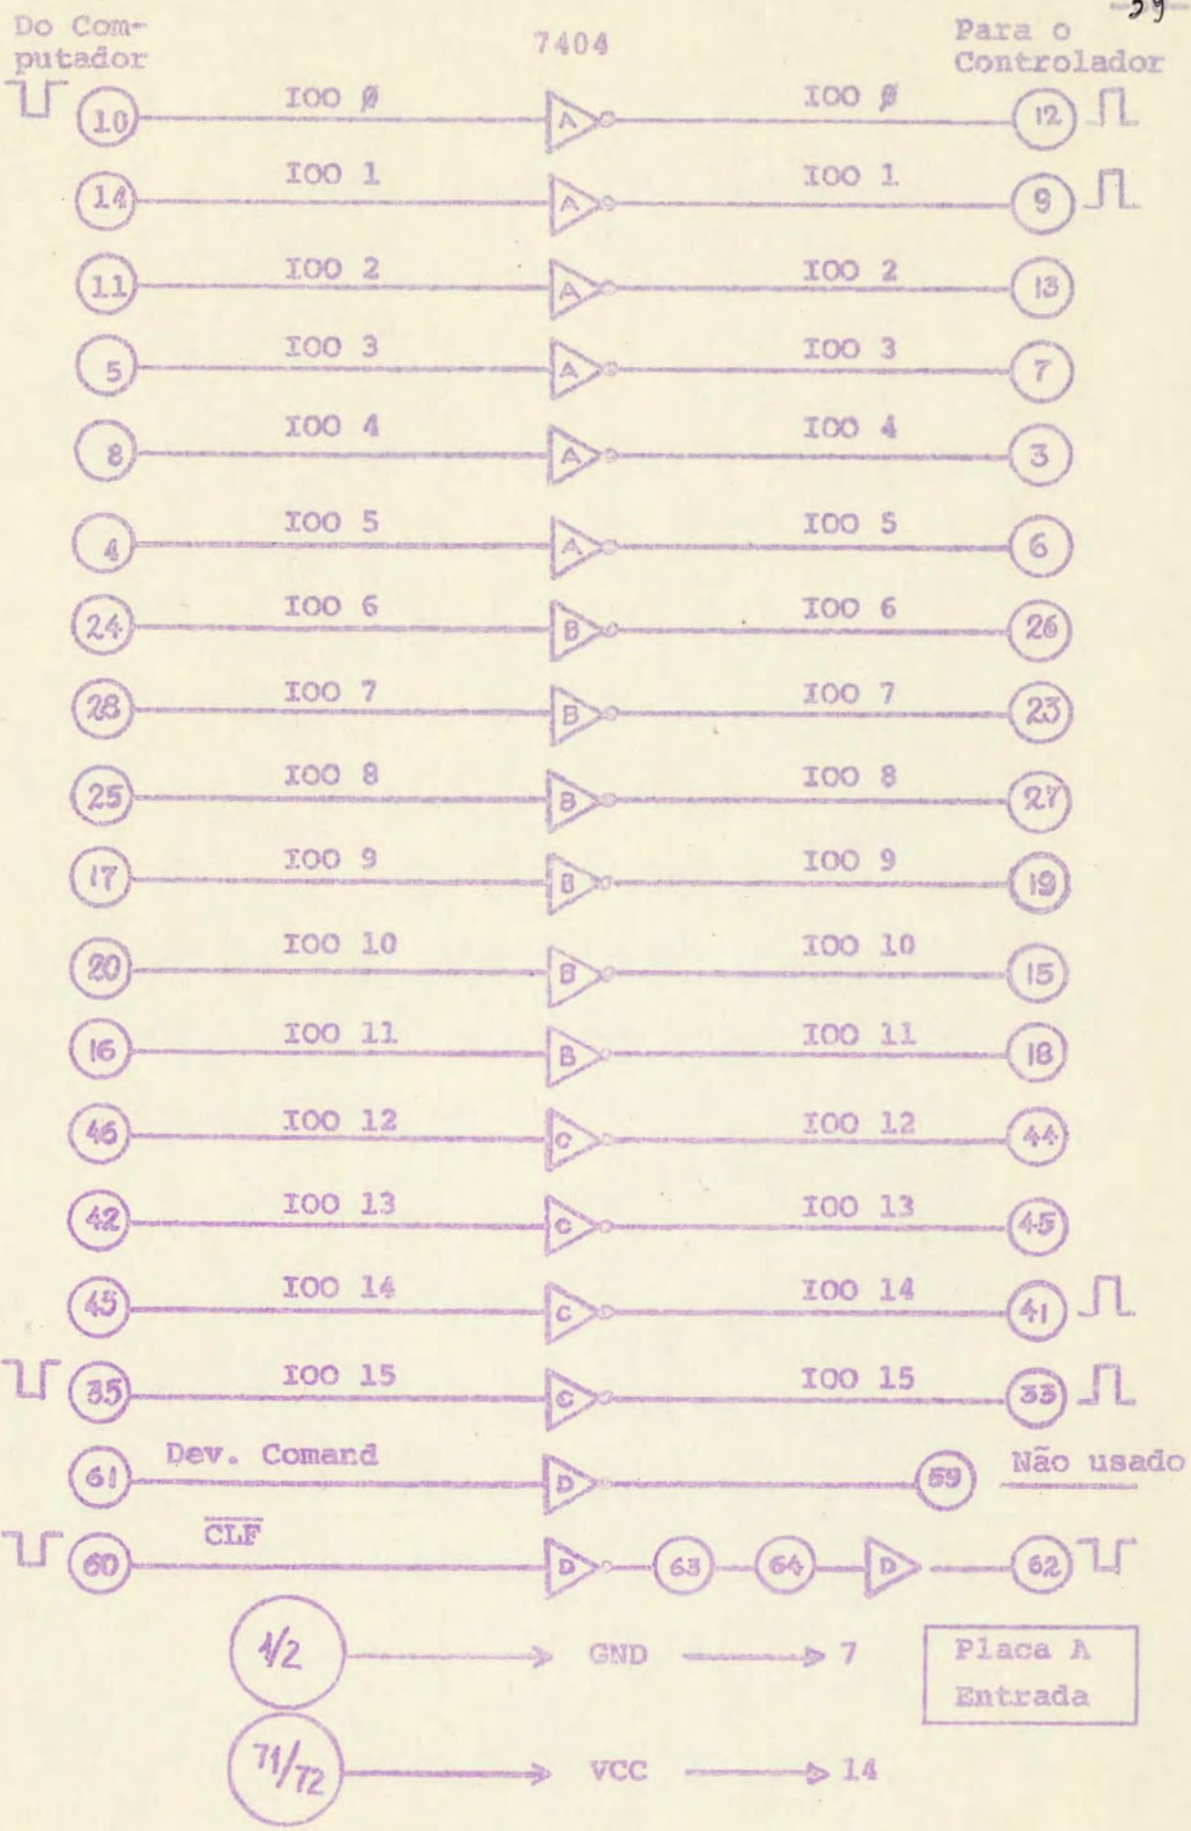 39
Do Com-
putador
7404
Para o
Controlador
10 IOO Ø A IOO Ø 12
14 IOO 1 A IOO 1 9
11 IOO 2 A IOO 2 13
5 IOO 3 A IOO 3 7
8 IOO 4 A IOO 4 3
4 IOO 5 A IOO 5 6
24 IOO 6 B IOO 6 26
28 IOO 7 B IOO 7 23
25 IOO 8 B IOO 8 27
17 IOO 9 B IOO 9 19
20 IOO 10 B IOO 10 15
16 IOO 11 B IOO 11 18
46 IOO 12 C IOO 12 44
42 IOO 13 C IOO 13
IOO 14 C IOO 14 41
35 IOO 15 C IOO 15 33
61 Dev. Comand D 59 Não usado
60 C̅L̅F̅ D 63 64 D 62
1/2 GND 7
71/72 VCC 14
Placa A
Entrada